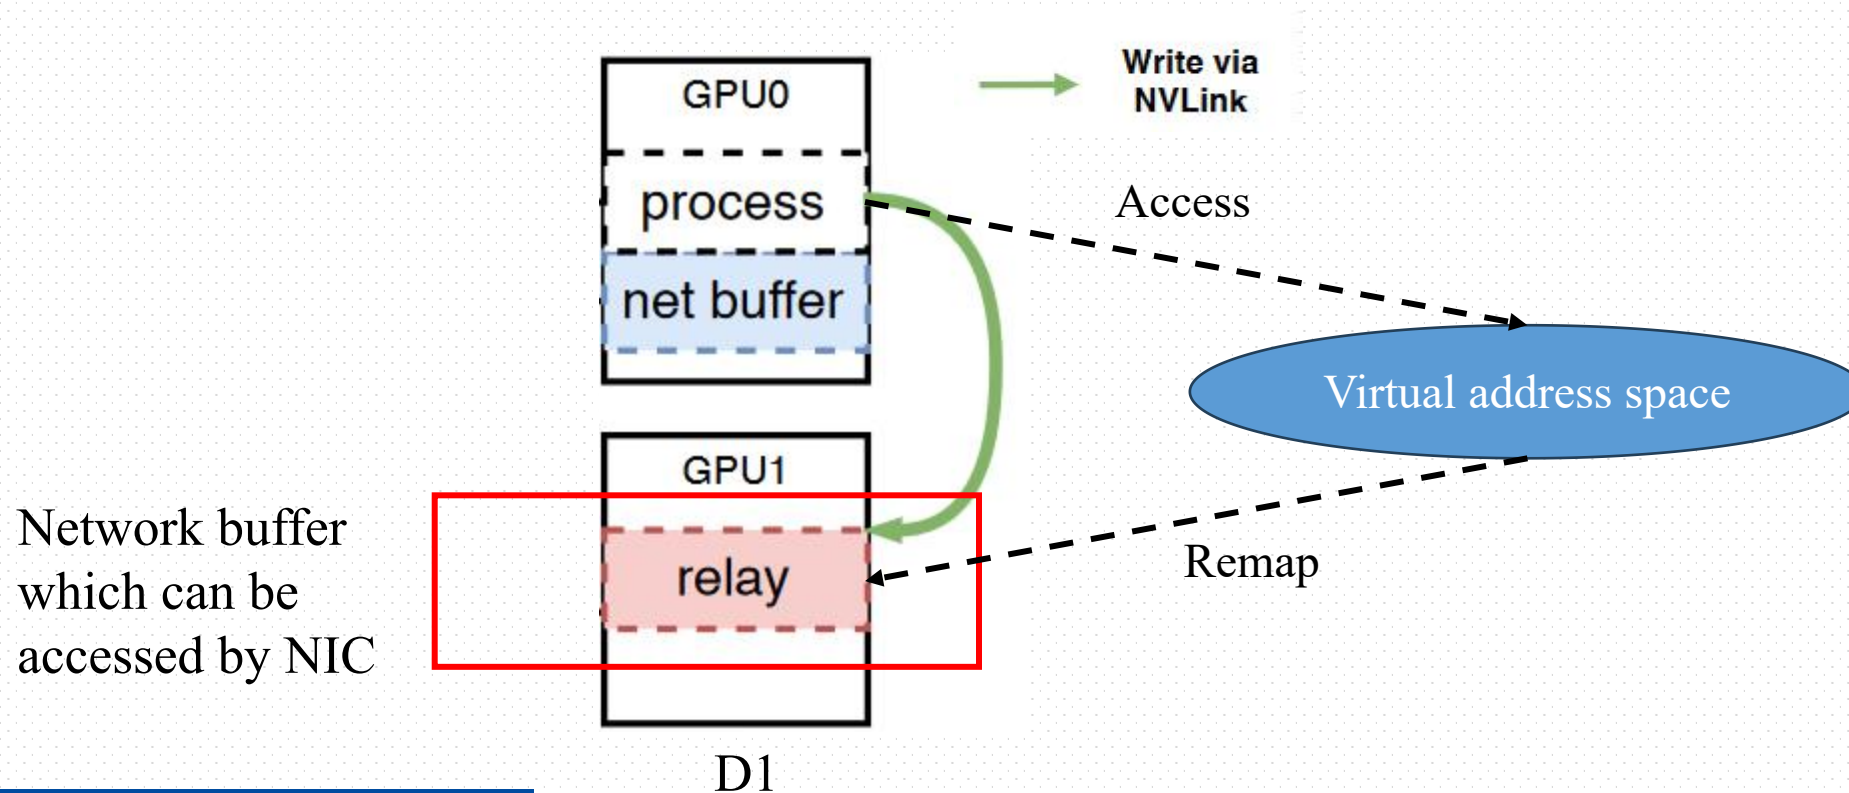 GPU0
Write via
NVLink
process
Access
net buffer
Virtual address space
GPU1
Network buffer
which can be
accessed by NIC
relay
Remap
D1